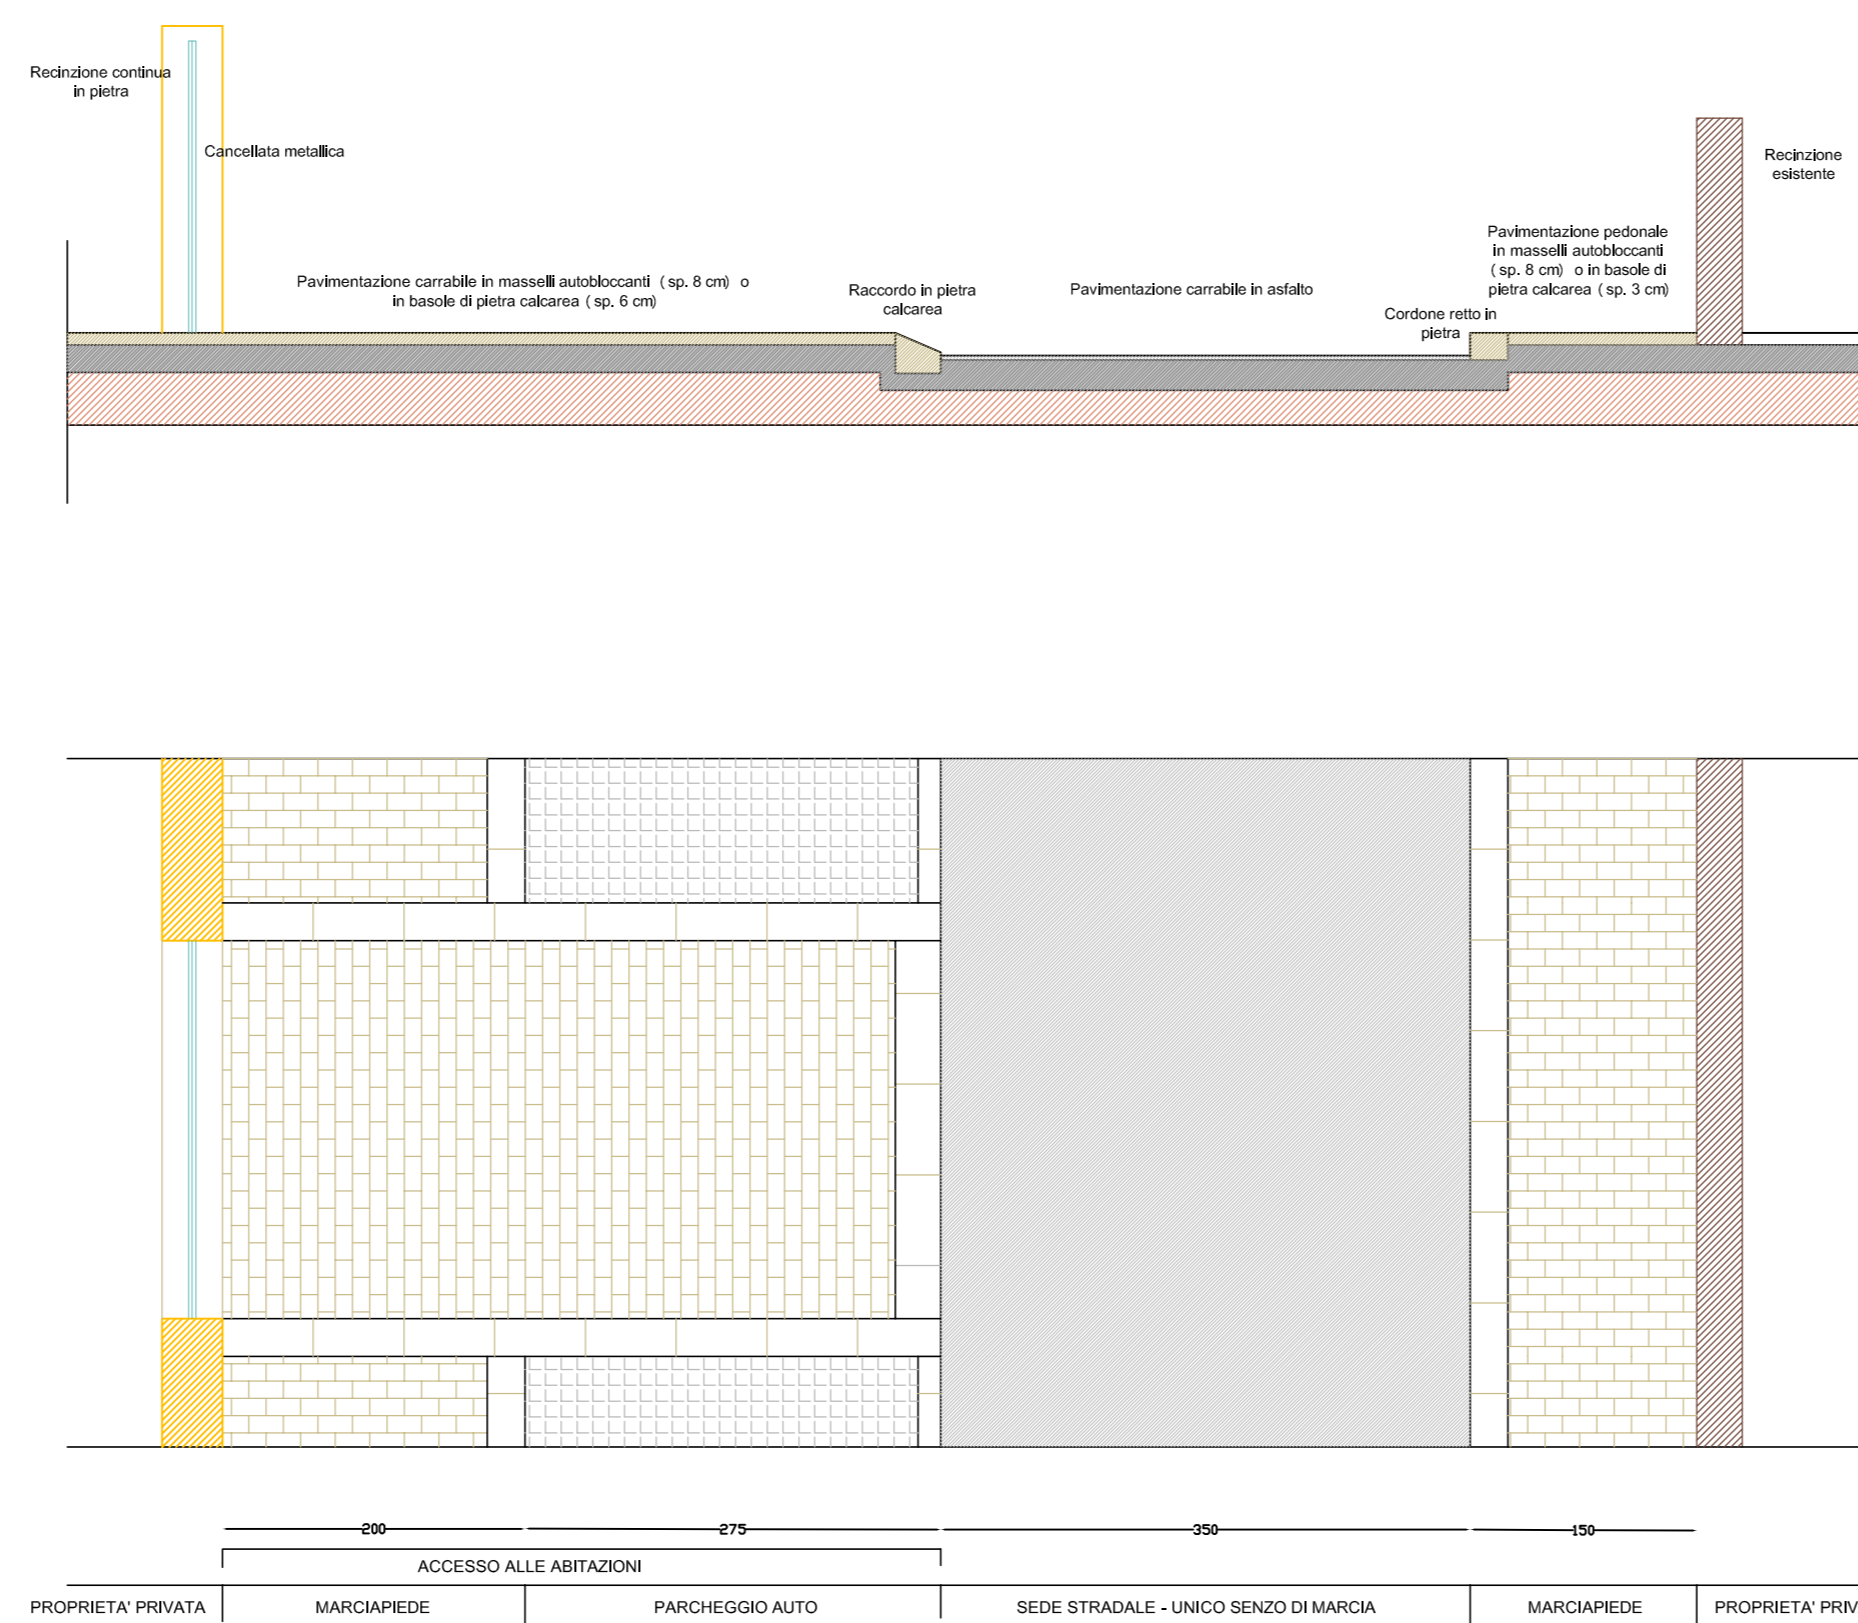 Recinzione continua
in pietra
Cancellata metallica
Recinzione
esistente
Pavimentazione pedonale
in masselli autobloccanti
( sp. 8 cm) o in basole di
pietra calcarea ( sp. 3 cm)
Pavimentazione carrabile in masselli autobloccanti ( sp. 8 cm) o
in basole di pietra calcarea ( sp. 6 cm)
Raccordo in pietra
calcarea
Pavimentazione carrabile in asfalto
Cordone retto in
pietra
200
275
350
150
ACCESSO ALLE ABITAZIONI
PROPRIETA' PRIVATA
MARCIAPIEDE
PARCHEGGIO AUTO
SEDE STRADALE - UNICO SENZO DI MARCIA
MARCIAPIEDE
PROPRIETA' PRIV